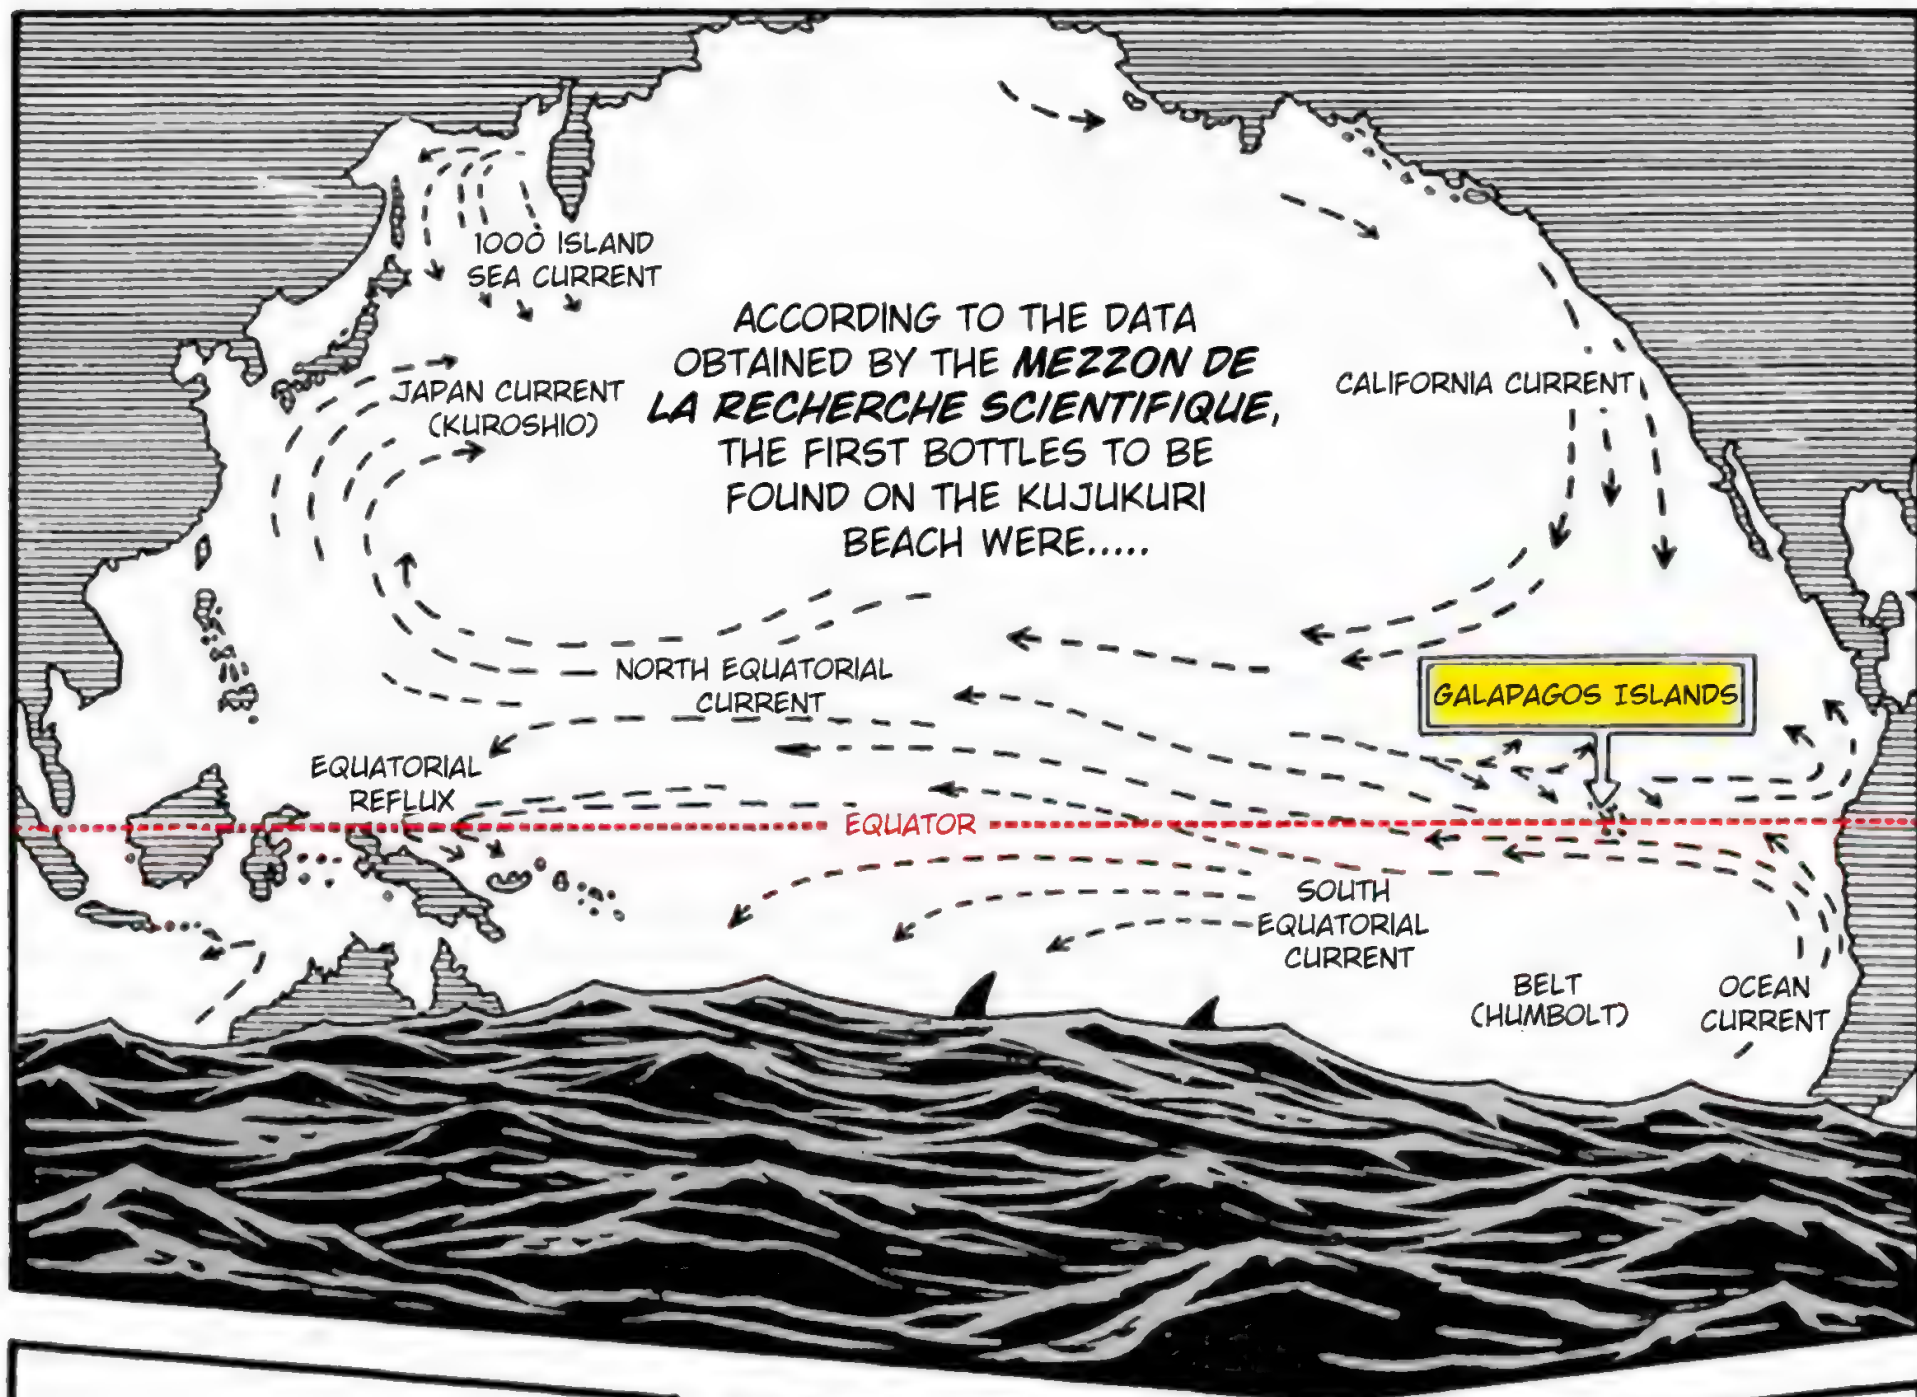 1000 ISLAND
SEA CURRENT
ACCORDING TO THE DATA
OBTAINED BY THE MEZZON DE
LA RECHERCHE SCIENTIFIQUE,
THE FIRST BOTTLES TO BE
FOUND ON THE KUJUKURI
BEACH WERE.....
JAPAN CURRENT
(KUROSHIO)
CALIFORNIA CURRENT
NORTH EQUATORIAL
CURRENT
GALAPAGOS ISLANDS
EQUATORIAL
REFLUX
EQUATOR
SOUTH
EQUATORIAL
CURRENT
BELT
(HUMBOLT)
OCEAN
CURRENT